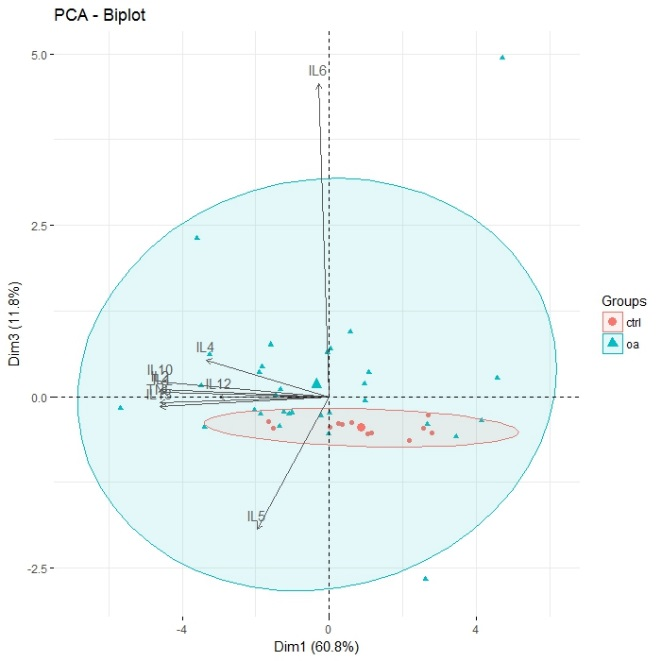 PCA - Biplot
5.0
2.5
0.0
-2.5
-4
0
4
Dim3 (11.8%)
Dim1 (60.8%)
IL6
IL4
IL10
IL12
IL5
Groups
ctrl
oa